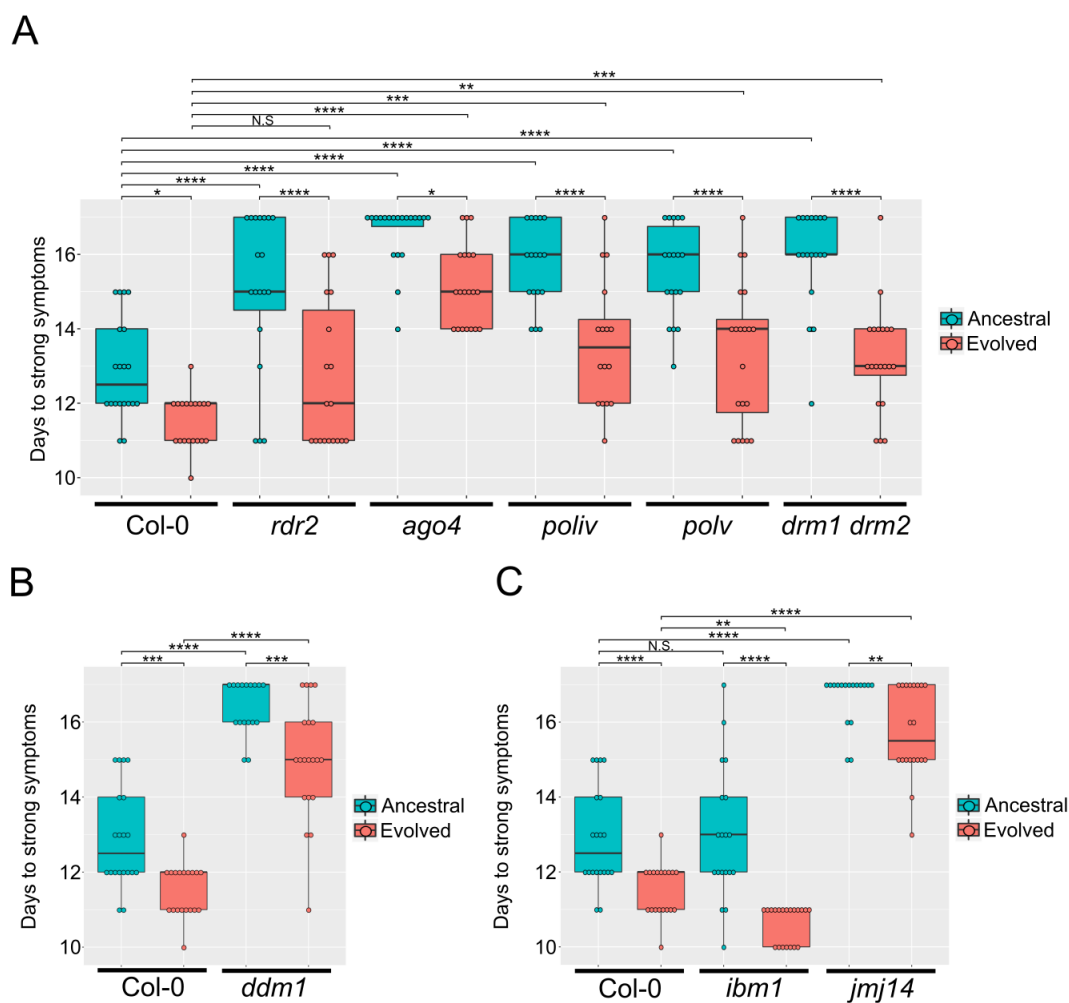 A
***
**
***
****
N.S
****
****
****
****
****
* **** * **** **** ****
Days to strong symptoms
16
14
12
10
Ancestral
Evolved
Col-0 rdr2 ago4 poliv polv drm1 drm2
B
****
****
*** ***
Days to strong symptoms
16
14
12
10
Ancestral
Evolved
Col-0 ddm1
C
****
**
****
N.S.
**** **** **
Days to strong symptoms
16
14
12
10
Ancestral
Evolved
Col-0 ibm1 jmj14